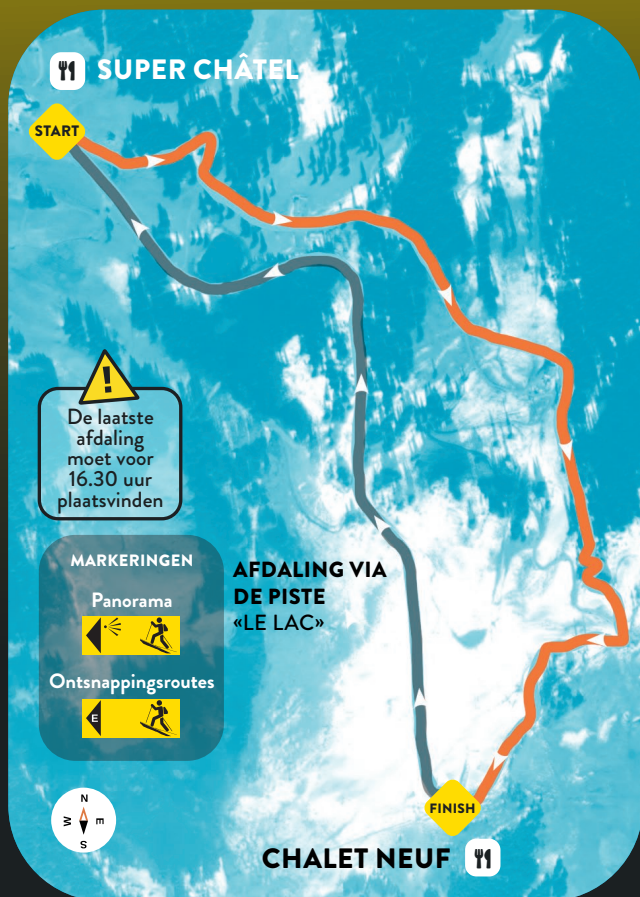 SUPER CHÂTEL
START
De laatste
afdaling
moet voor
16.30 uur
plaatsvinden
MARKERINGEN
Panorama
Ontsnappingsroutes
E
AFDALING VIA
DE PISTE
«LE LAC»
N
W E
S
FINISH
CHALET NEUF